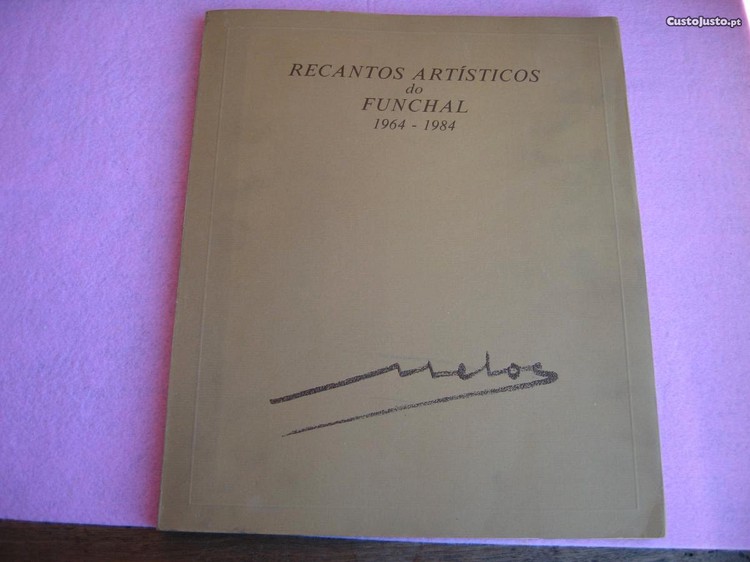 CustoJusto.pt
RECANTOS ARTÍSTICOS
do
FUNCHAL
1964 - 1984
Melos